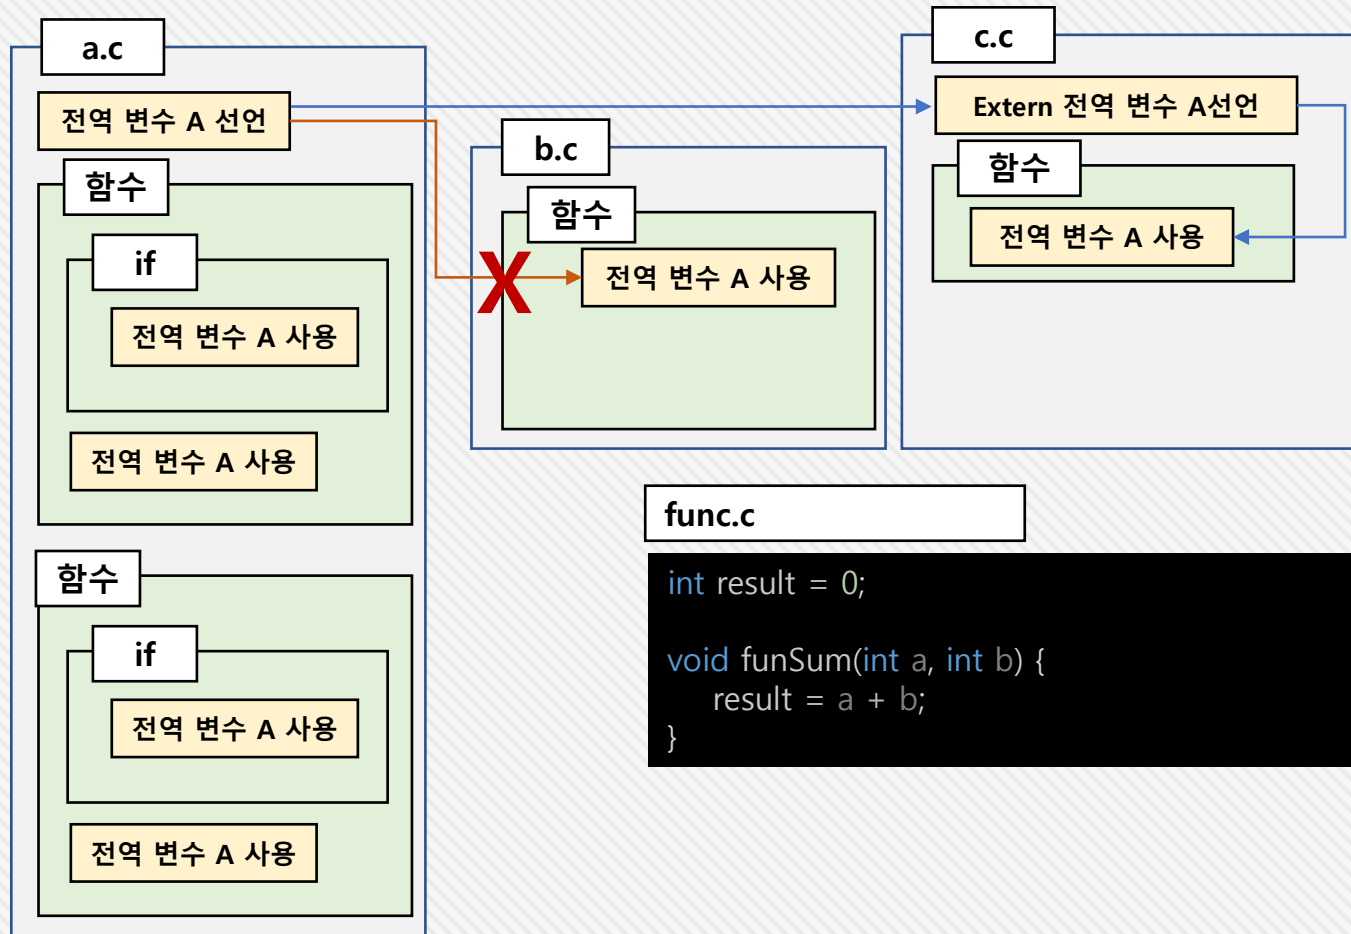 a.c
전역 변수 A 선언
함수
if
전역 변수 A 사용
전역 변수 A 사용
함수
if
전역 변수 A 사용
전역 변수 A 사용
b.c
함수
전역 변수 A 사용
X
c.c
Extern 전역 변수 A선언
함수
전역 변수 A 사용
func.c
int result = 0;
void funSum(int a, int b) {
result = a + b;
}